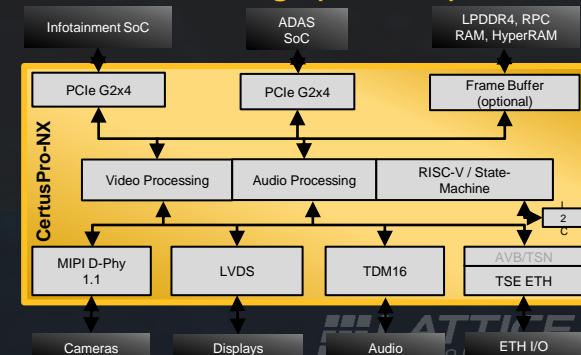 Infotainment SoC
ADAS
SoC
LPDDR4, RPC
RAM, HyperRAM
PCIe G2x4
PCIe G2x4
Frame Buffer
(optional)
CertusPro-NX
Video Processing
Audio Processing
RISC-V / State-
Machine
I
2
C
MIPI D-Phy
1.1
LVDS
TDM16
AVB/TSN
TSE ETH
Cameras
Displays
Audio
ETH I/O